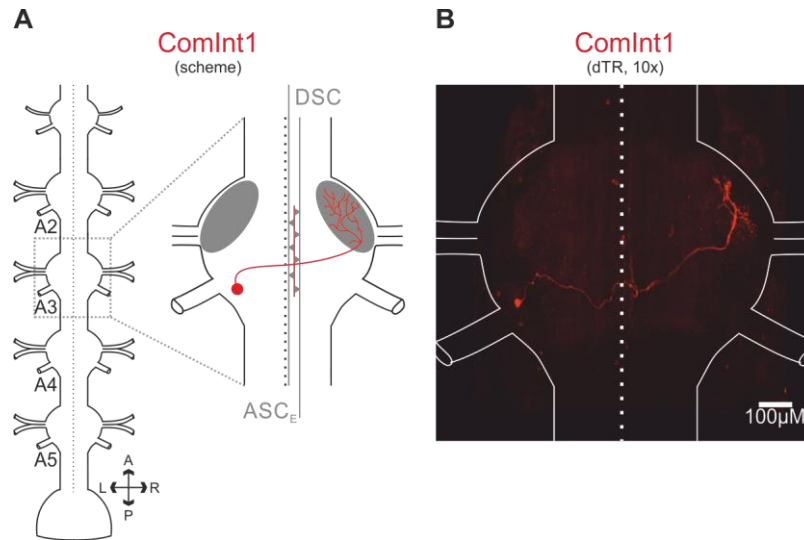 A
ComInt1
(scheme)
DSC
A2
A3
A4
A5
ASCE
A
L
R
P
B
ComInt1
(dTR, 10x)
100µM